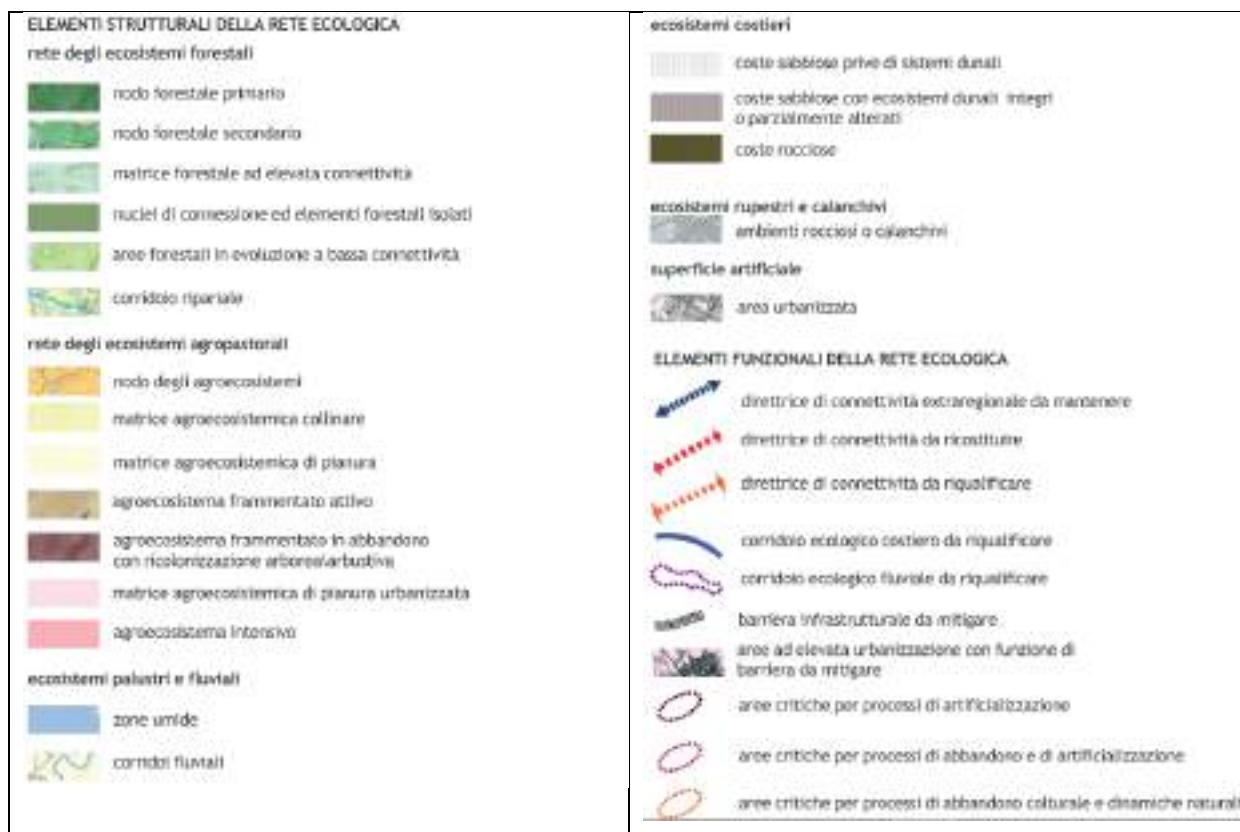 ELEMENTI STRUTTURALI DELLA RETE ECOLOGICA
rete degli ecosistemi forestali
nodo forestale primario
nodo forestale secondario
matrice forestale ad elevata connettività
nuclei di connessione ed elementi forestali isolati
aree forestali in evoluzione a bassa connettività
corridoio ripariale
rete degli ecosistemi agropastorali
nodo degli agroecosistemi
matrice agroecosistemica collinare
matrice agroecosistemica di pianura
agroecosistema frammentato attivo
agroecosistema frammentato in abbandono
con ricolonizzazione arborea\arbustiva
matrice agroecosistemica di pianura urbanizzata
agroecosistema intensivo
ecosistemi palustri e fluviali
zone umide
corridoi fluviali
ecosistemi costieri
coste sabbiose prive di sistemi dunali
coste sabbiose con ecosistemi dunali integri
o parzialmente alterati
coste rocciose
ecosistemi rupestri e calanchivi
ambienti rocciosi o calanchivi
superficie artificiale
area urbanizzata
ELEMENTI FUNZIONALI DELLA RETE ECOLOGICA
direttrice di connettività extraregionale da mantenere
direttrice di connettività da ricostituire
direttrice di connettività da riqualificare
corridoio ecologico costiero da riqualificare
corridoio ecologico fluviale da riqualificare
barriera infrastrutturale da mitigare
aree ad elevata urbanizzazione con funzione di
barriera da mitigare
aree critiche per processi di artificializzazione
aree critiche per processi di abbandono e di artificializzazione
aree critiche per processi di abbandono colturale e dinamiche naturali